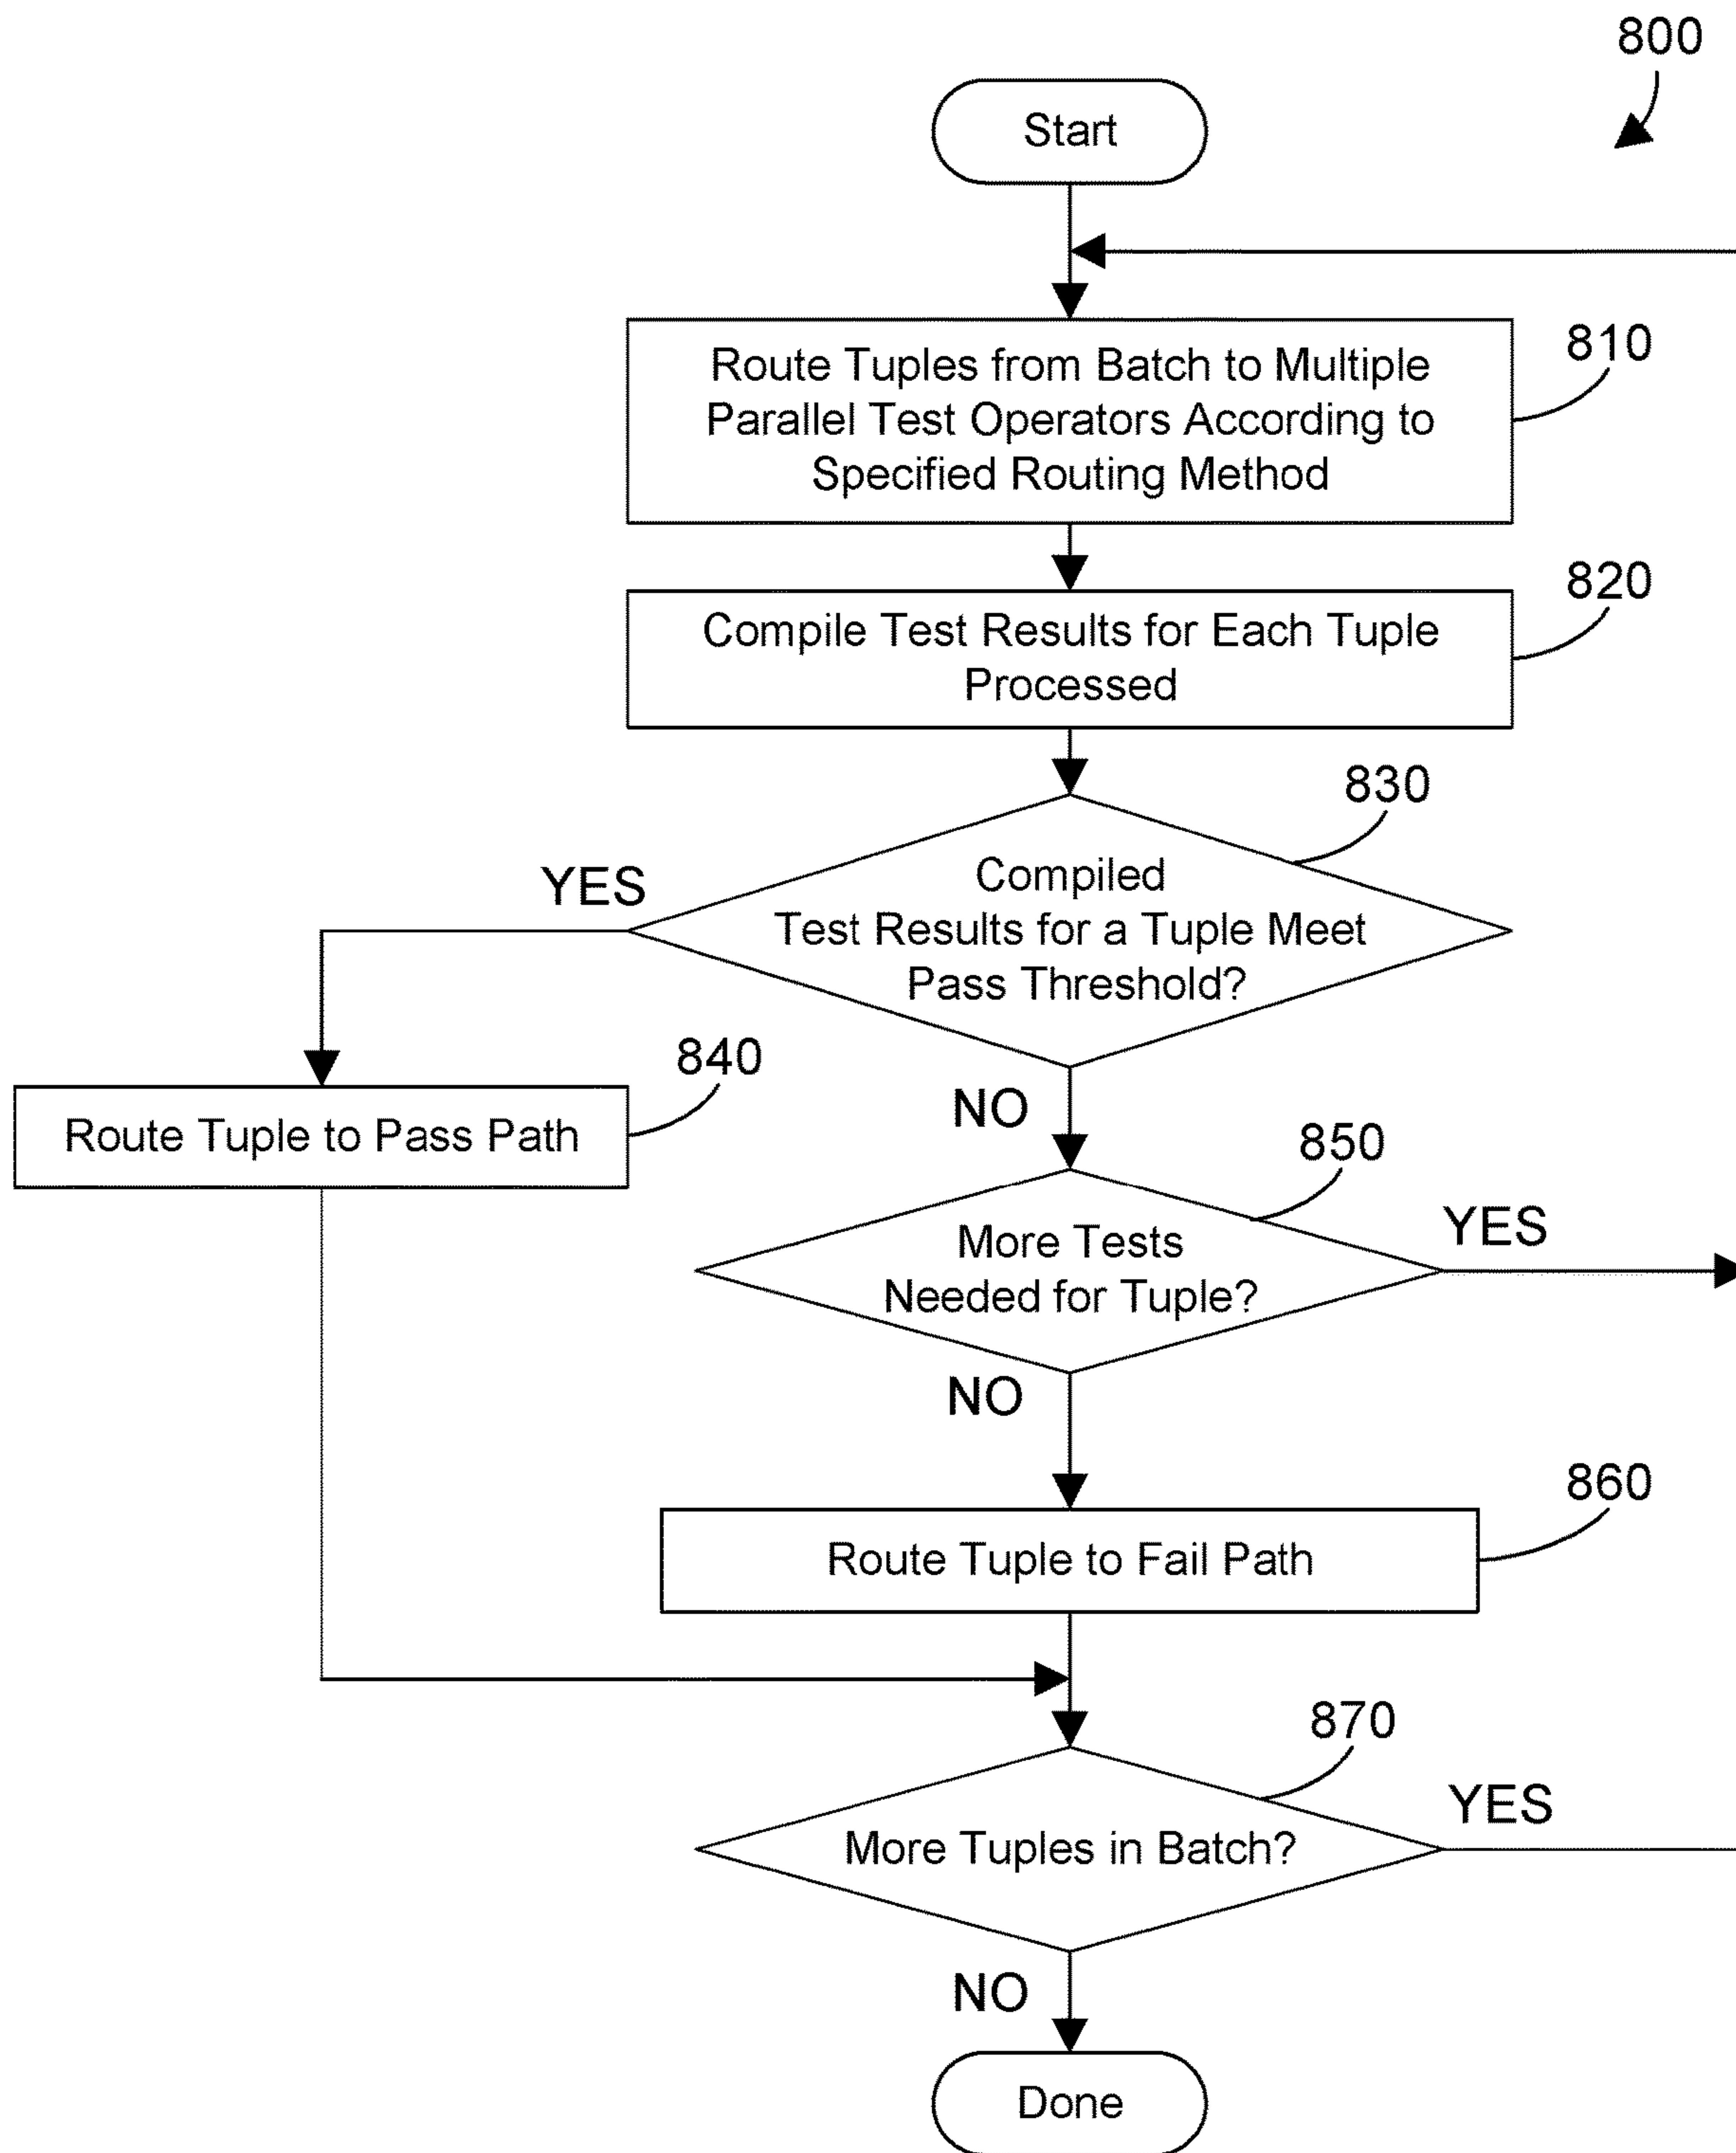 800
Start
810
Route Tuples from Batch to Multiple
Parallel Test Operators According to
Specified Routing Method
820
Compile Test Results for Each Tuple
Processed
830
YES
Compiled
Test Results for a Tuple Meet
Pass Threshold?
840
Route Tuple to Pass Path
NO
850
YES
More Tests
Needed for Tuple?
NO
860
Route Tuple to Fail Path
870
YES
More Tuples in Batch?
NO
Done